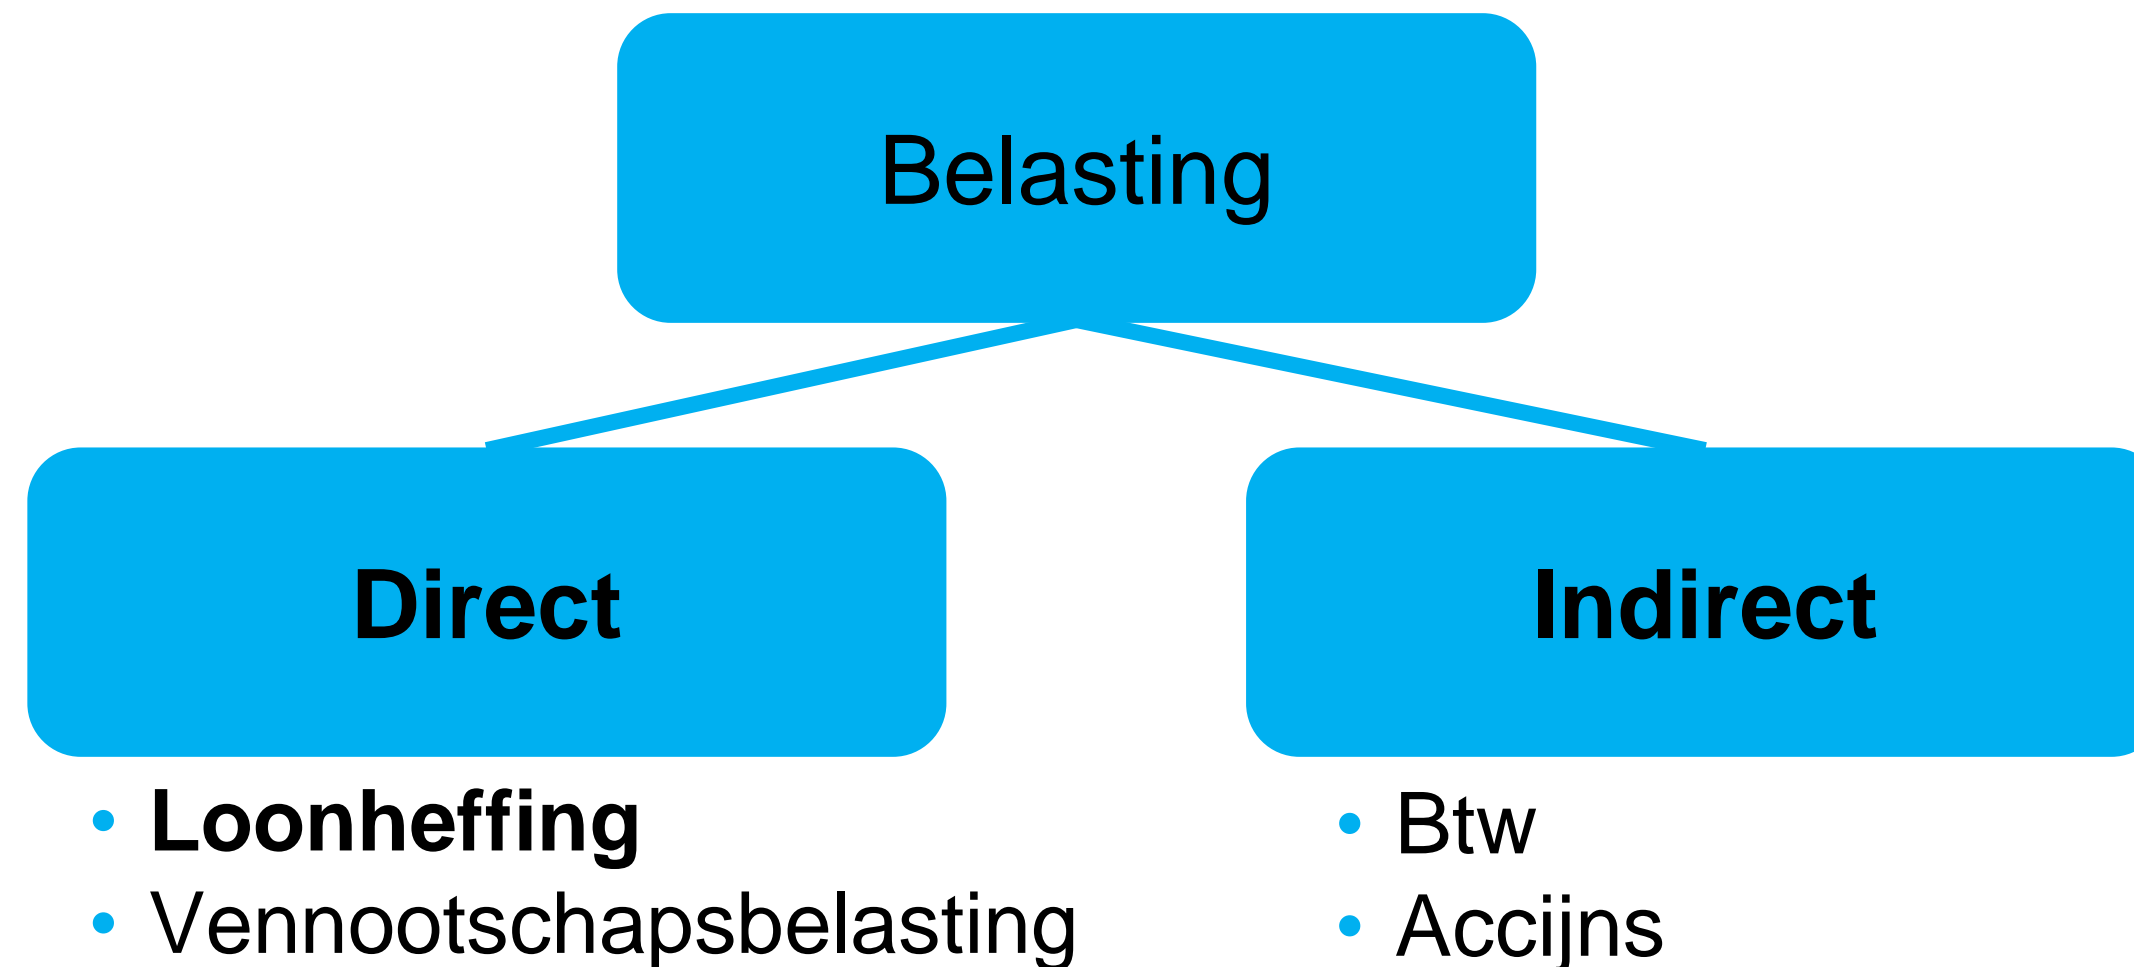 Belasting
Direct
Indirect
• Loonheffing
• Vennootschapsbelasting
• Btw
• Accijns